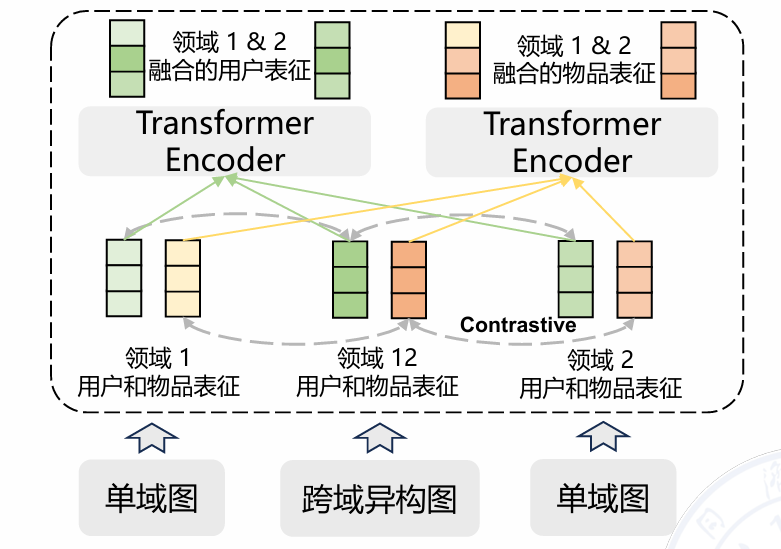 领域 1 & 2
融合的用户表征
领域 1 & 2
融合的物品表征
Transformer
Encoder
Transformer
Encoder
Contrastive
领域 1
用户和物品表征
领域 12
用户和物品表征
领域 2
用户和物品表征
单域图
跨域异构图
单域图